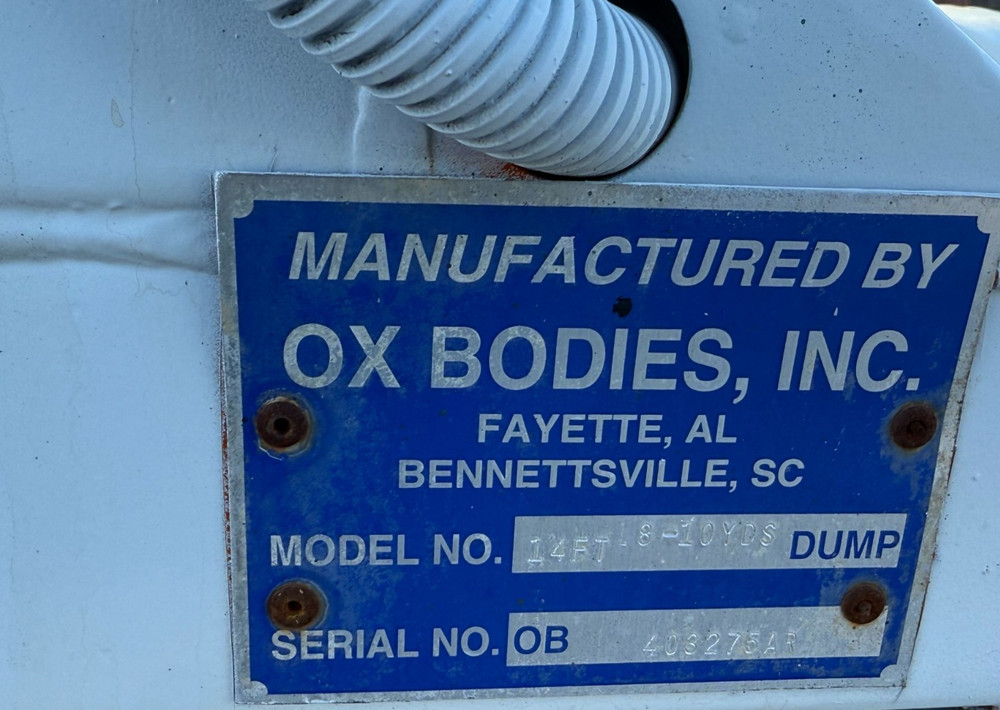 MANUFACTURED BY
OX BODIES, INC.
FAYETTE, AL
BENNETTSVILLE, SC
MODEL NO. 14FT 8-10YDS DUMP
SERIAL NO. OB 403275AR